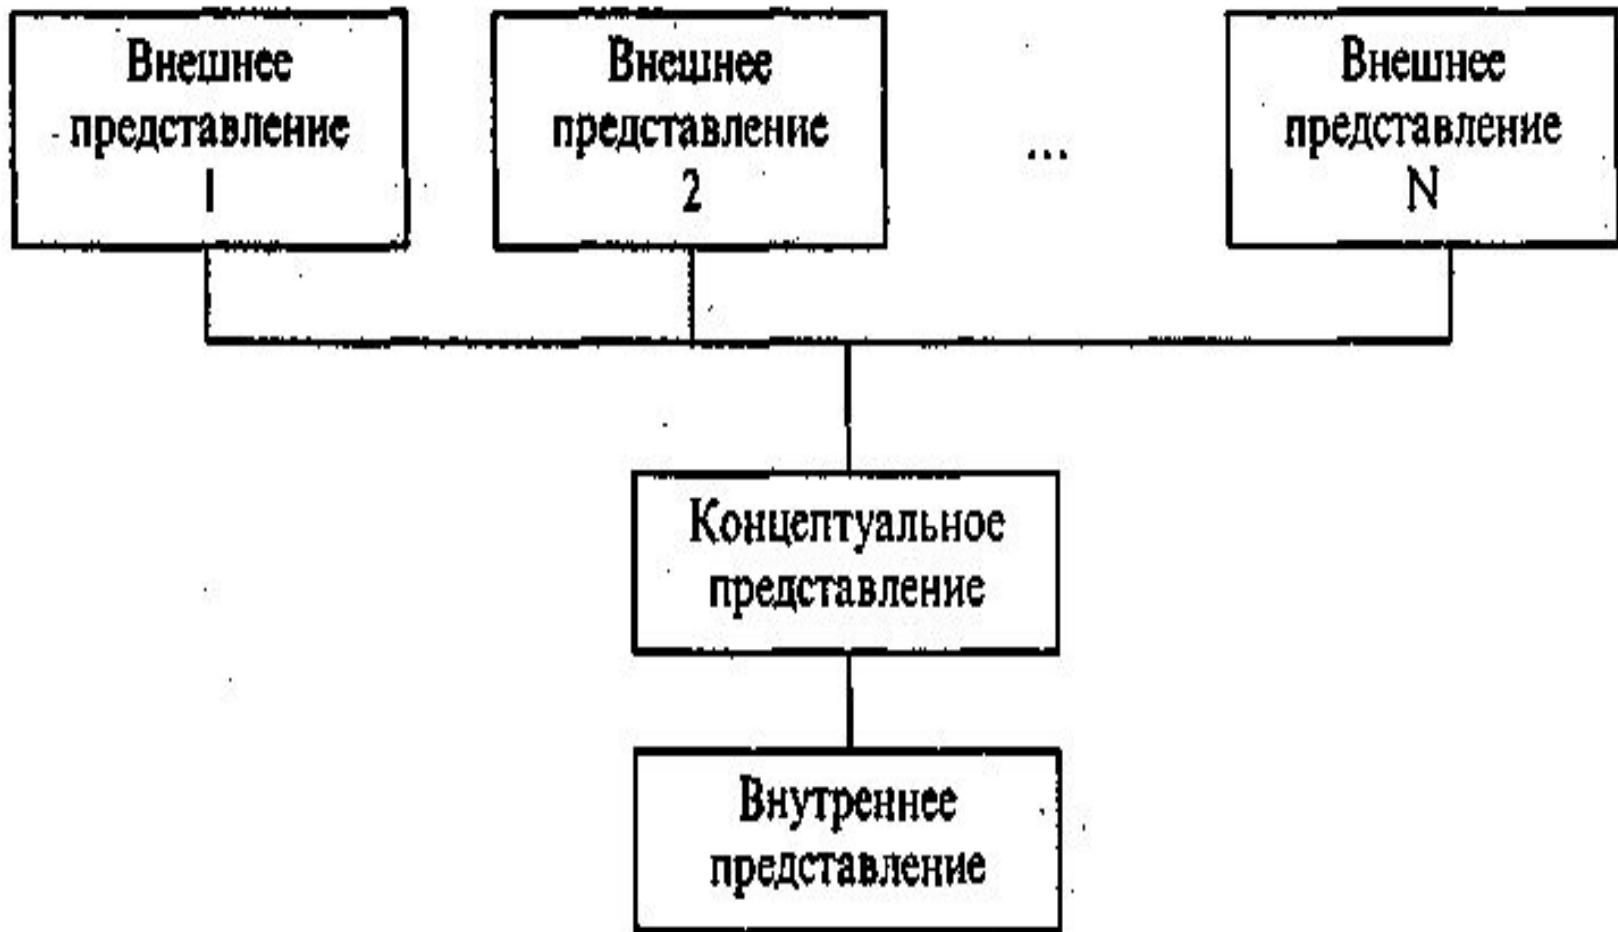 Внешнее
представление
1
Внешнее
представление
2
...
Внешнее
представление
N
Концептуальное
представление
Внутреннее
представление